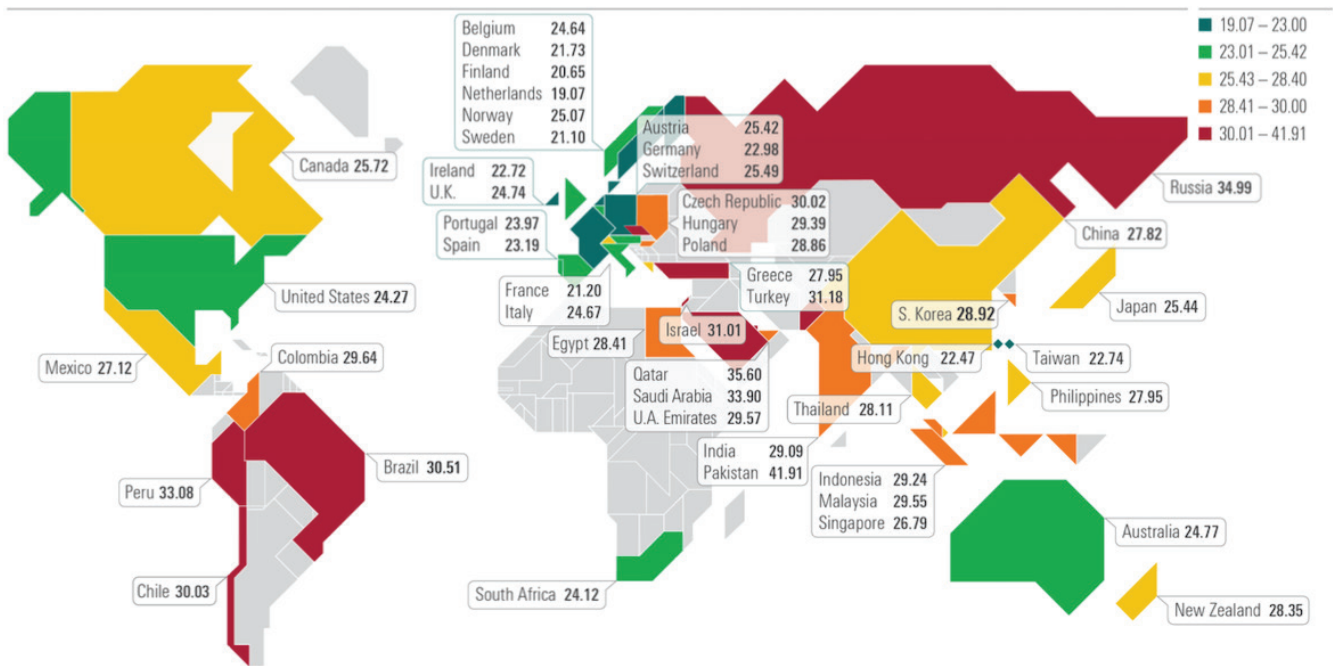 19.07 – 23.00
23.01 – 25.42
25.43 – 28.40
28.41 – 30.00
30.01 – 41.91
Belgium 24.64
Denmark 21.73
Finland 20.65
Netherlands 19.07
Norway 25.07
Sweden 21.10
Austria 25.42
Germany 22.98
Switzerland 25.49
Canada 25.72
Ireland 22.72
U.K. 24.74
Russia 34.99
Czech Republic 30.02
Hungary 29.39
Poland 28.86
Portugal 23.97
Spain 23.19
China 27.82
Greece 27.95
Turkey 31.18
United States 24.27
France 21.20
Italy 24.67
S. Korea 28.92
Japan 25.44
Israel 31.01
Egypt 28.41
Mexico 27.12
Colombia 29.64
Hong Kong 22.47
Taiwan 22.74
Qatar 35.60
Saudi Arabia 33.90
U.A. Emirates 29.57
Philippines 27.95
Thailand 28.11
India 29.09
Pakistan 41.91
Brazil 30.51
Peru 33.08
Indonesia 29.24
Malaysia 29.55
Singapore 26.79
Australia 24.77
Chile 30.03
South Africa 24.12
New Zealand 28.35